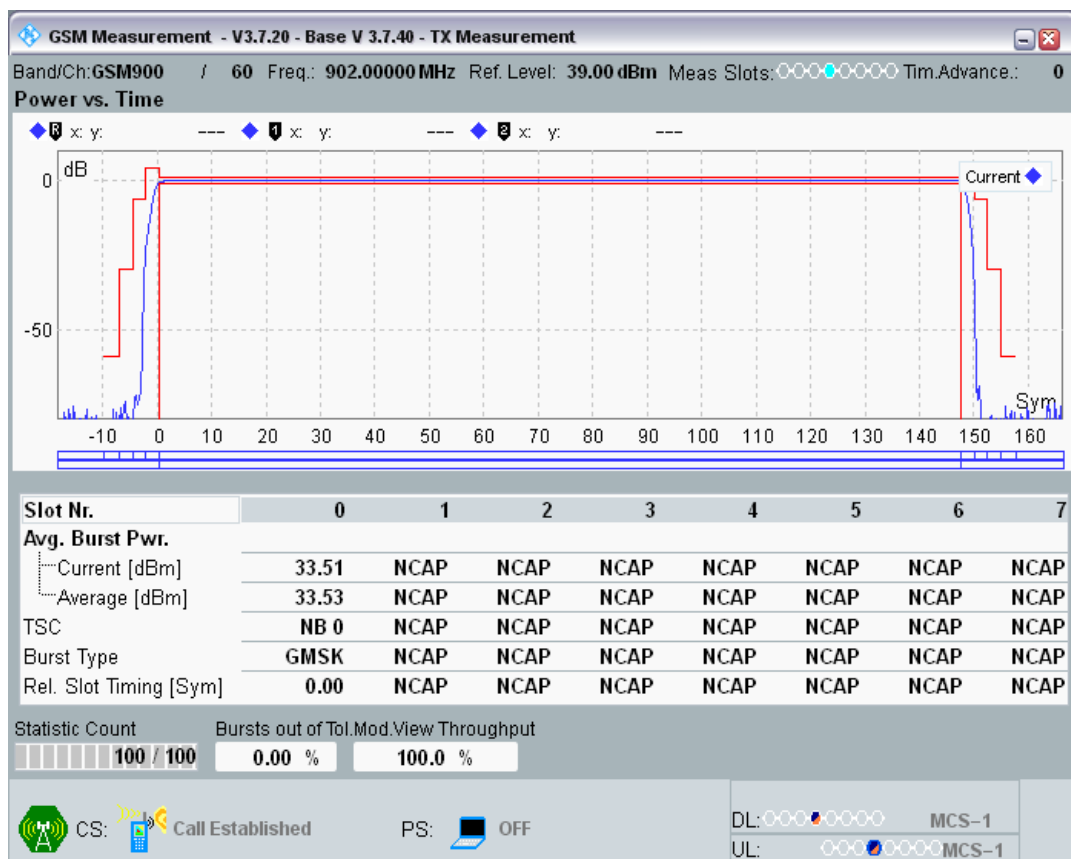 GSM Measurement - V3.7.20 - Base V 3.7.40 - TX Measurement
Band/Ch:GSM900 / 60 Freq.: 902.00000 MHz Ref. Level: 39.00 dBm Meas Slots: Tim.Advance.: 0
Power vs. Time
R x: y: --- 1 x: y: --- 2 x: y: ---
dB
Current
0
-50
Sym
-10 0 10 20 30 40 50 60 70 80 90 100 110 120 130 140 150 160
Slot Nr. 0 1 2 3 4 5 6 7
Avg. Burst Pwr.
Current [dBm] 33.51 NCAP NCAP NCAP NCAP NCAP NCAP NCAP
Average [dBm] 33.53 NCAP NCAP NCAP NCAP NCAP NCAP NCAP
TSC NB 0 NCAP NCAP NCAP NCAP NCAP NCAP NCAP
Burst Type GMSK NCAP NCAP NCAP NCAP NCAP NCAP NCAP
Rel. Slot Timing [Sym] 0.00 NCAP NCAP NCAP NCAP NCAP NCAP NCAP
Statistic Count Bursts out of Tol.Mod.View Throughput
100 / 100 0.00 % 100.0 %
CS: Call Established PS: OFF
DL: MCS-1
UL: MCS-1